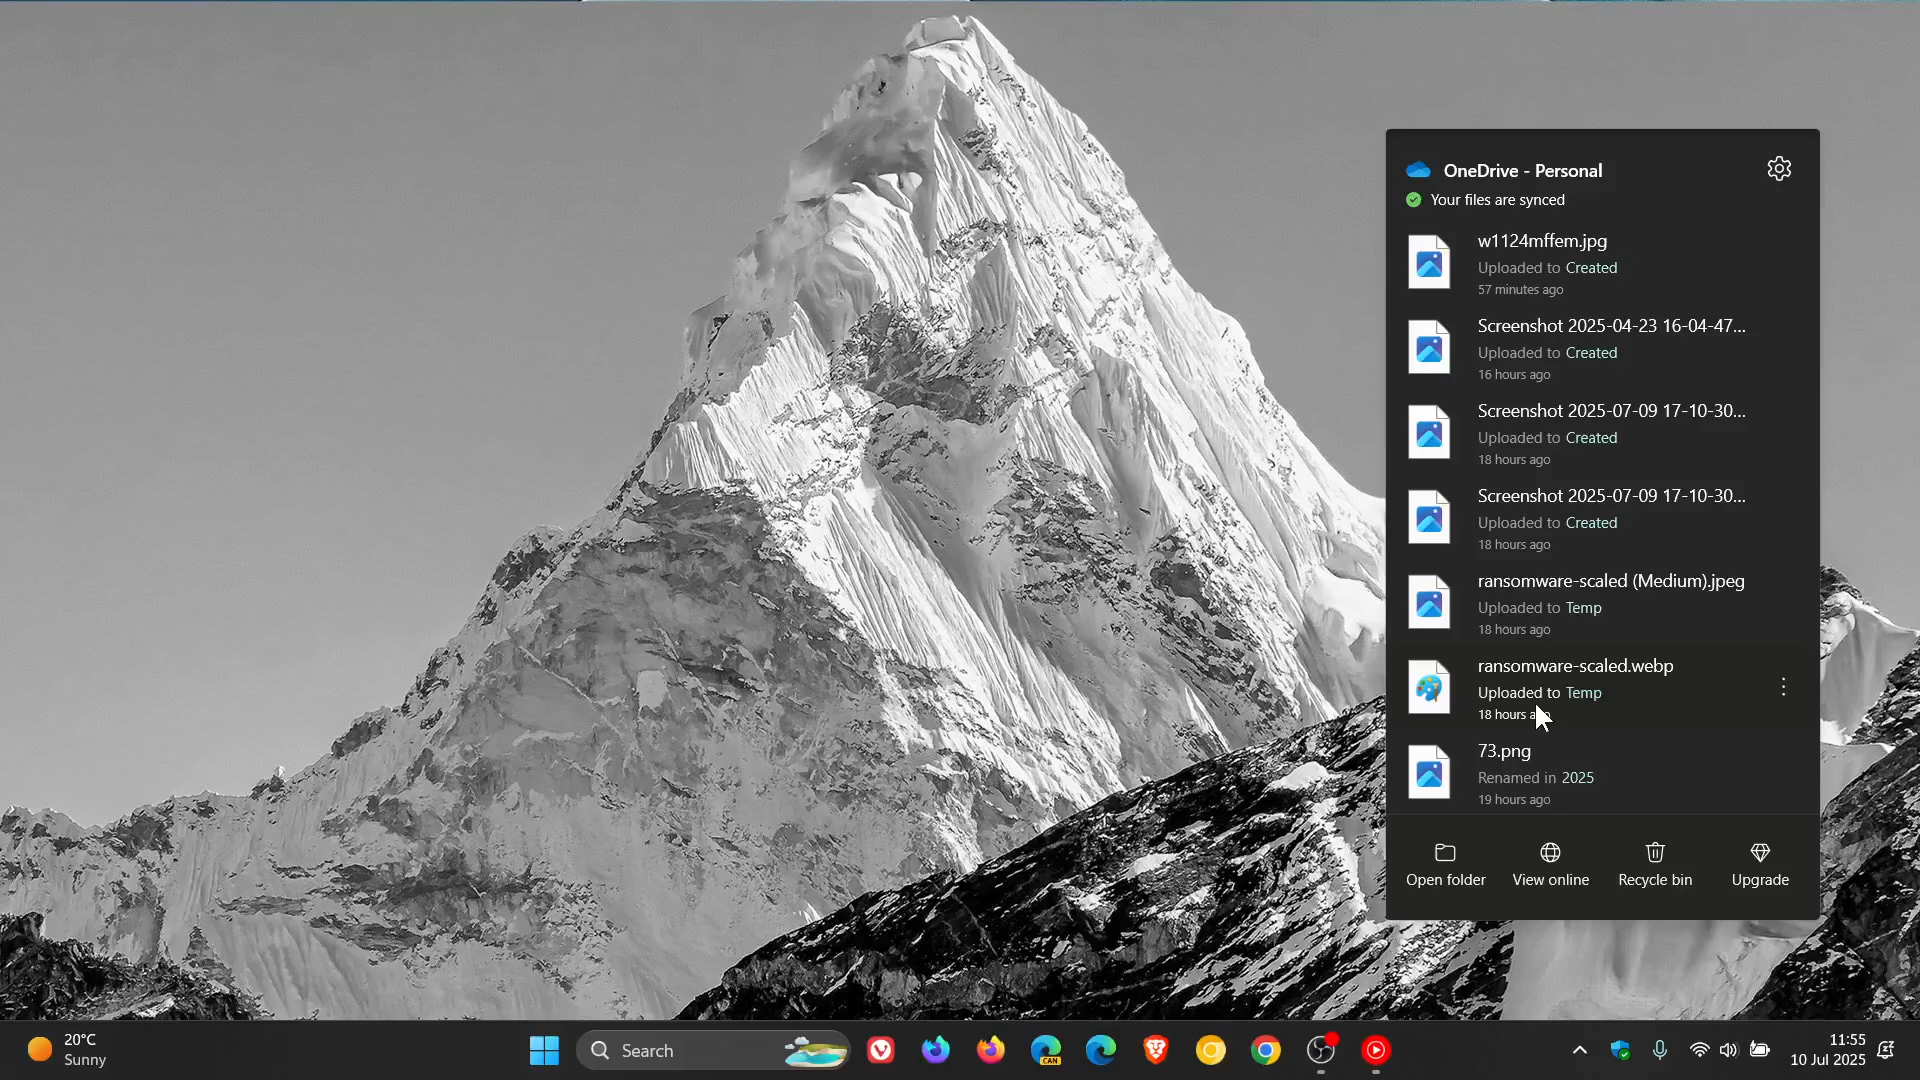 OneDrive - Personal
Your files are synced
w1124mffem.jpg
Uploaded to Created
57 minutes ago
Screenshot 2025-04-23 16-04-47...
Uploaded to Created
16 hours ago
Screenshot 2025-07-09 17-10-30...
Uploaded to Created
18 hours ago
Screenshot 2025-07-09 17-10-30...
Uploaded to Created
18 hours ago
ransomware-scaled (Medium).jpeg
Uploaded to Temp
18 hours ago
ransomware-scaled.webp
Uploaded to Temp
18 hours ago
73.png
Renamed in 2025
19 hours ago
Open folder View online Recycle bin Upgrade
20°C
Sunny
Search
CAN
11:55
10 Jul 2025